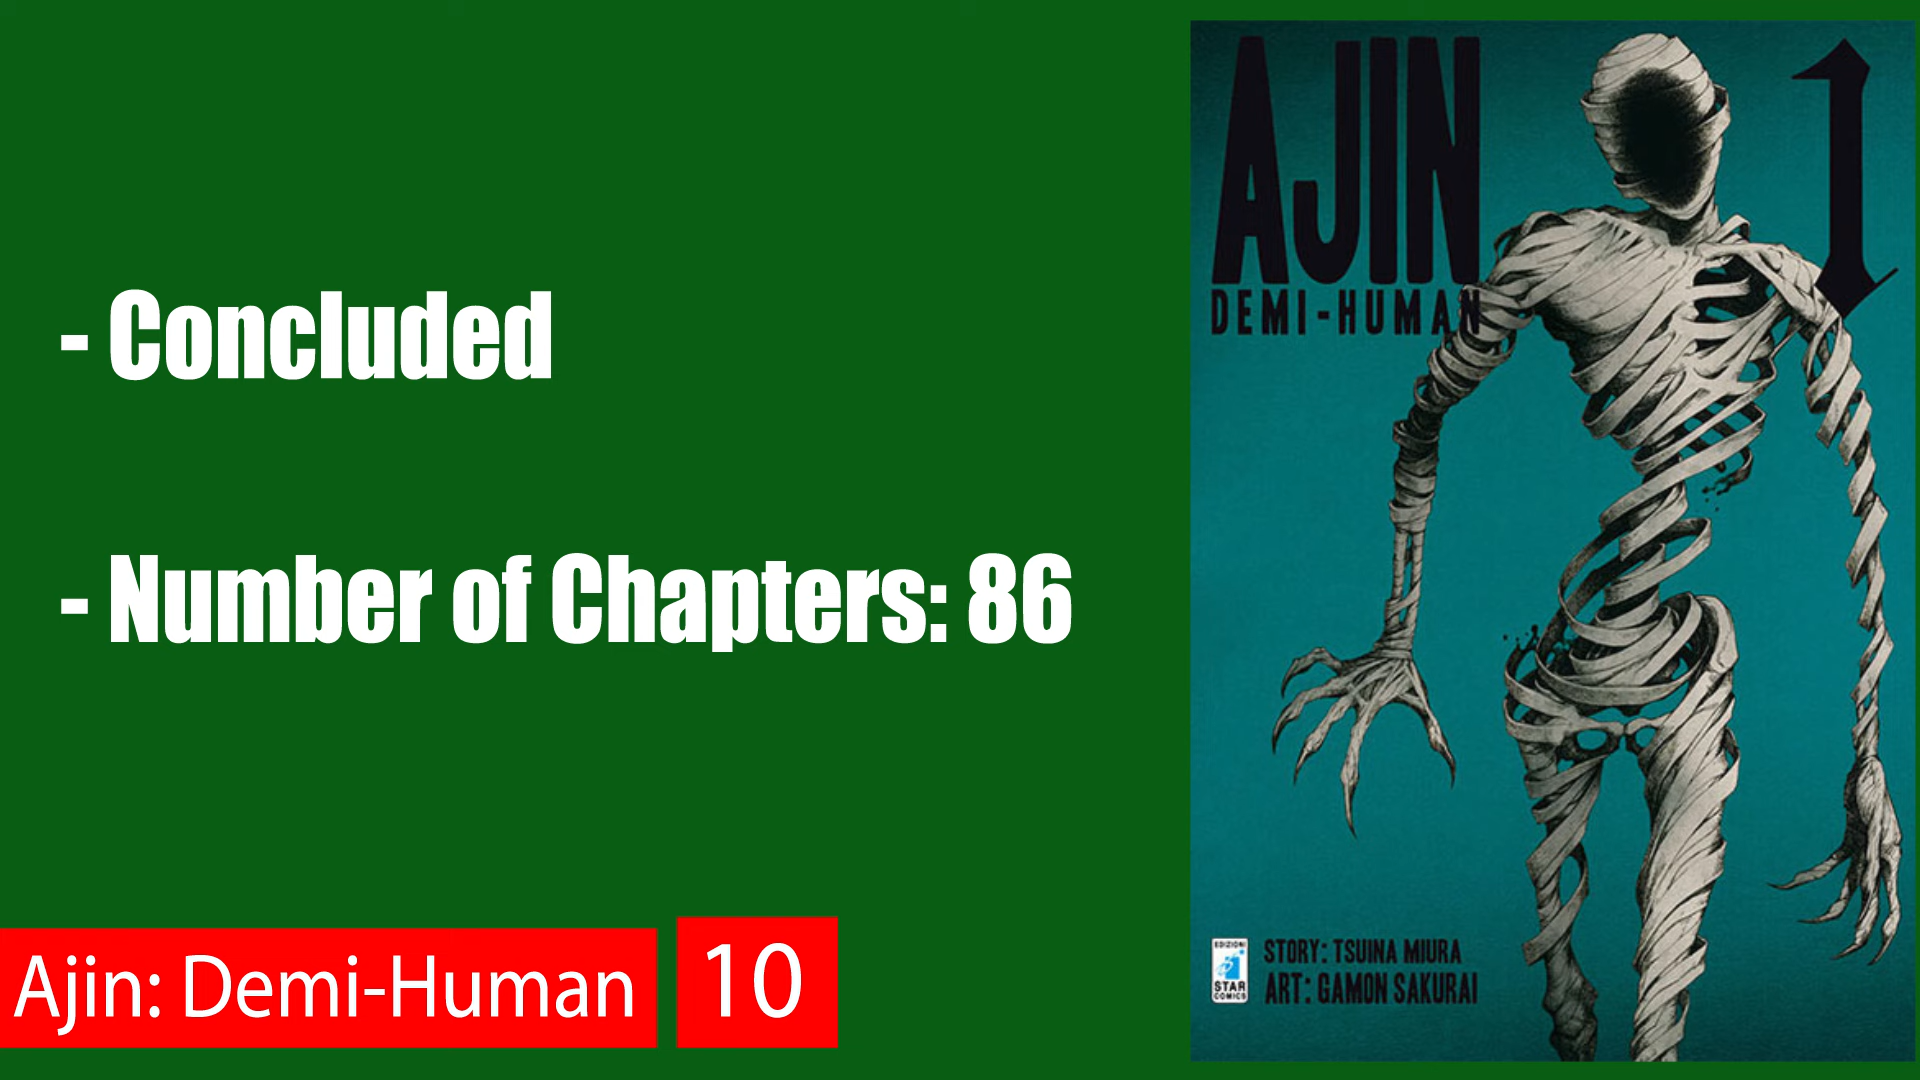 - Concluded
- Number of Chapters: 86
Ajin: Demi-Human
10
AJIN
DEMI-HUMAN
1
EDIZIONI
STAR
COMICS
STORY: TSUINA MIURA
ART: GAMON SAKURAI